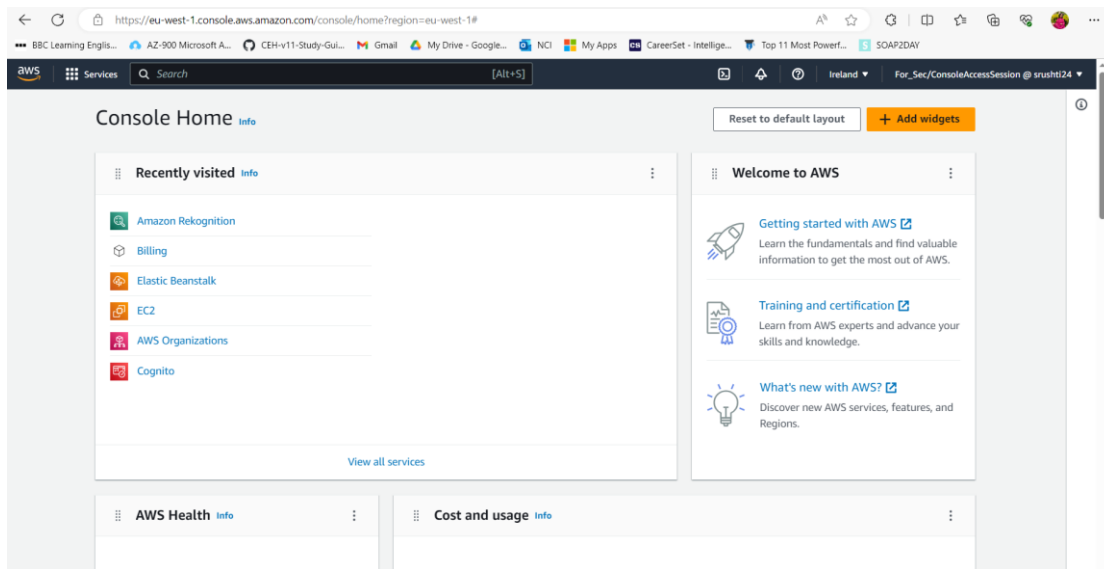 https://eu-west-1.console.aws.amazon.com/console/home?region=eu-west-1#
BBC Learning Englis... AZ-900 Microsoft A... CEH-v11-Study-Gui... Gmail My Drive - Google... NCI My Apps CareerSet - Intellige... Top 11 Most Powerf... SOAP2DAY
aws Services Search [Alt+S] Ireland For_Sec/ConsoleAccessSession @ srushti24
Console Home Info Reset to default layout + Add widgets
Recently visited Info
Amazon Rekognition
Billing
Elastic Beanstalk
EC2
AWS Organizations
Cognito
View all services
Welcome to AWS
Getting started with AWS
Learn the fundamentals and find valuable
information to get the most out of AWS.
Training and certification
Learn from AWS experts and advance your
skills and knowledge.
What's new with AWS?
Discover new AWS services, features, and
Regions.
AWS Health Info
Cost and usage Info